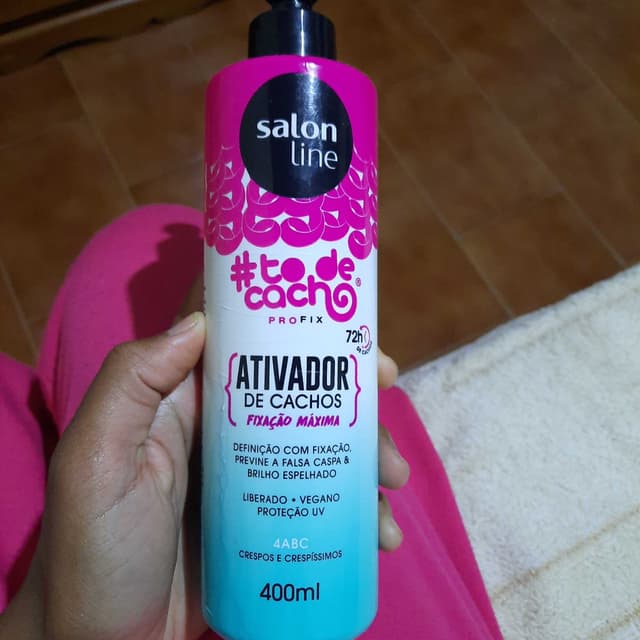 salon
line
#to de
cacho®
PROFIX
72h
ATIVADOR
DE CACHOS
FIXAÇÃO MÁXIMA
DEFINIÇÃO COM FIXAÇÃO,
PREVINE A FALSA CASPA &
BRILHO ESPELHADO
LIBERADO • VEGANO
PROTEÇÃO UV
4ABC
CRESPOS E CRESPÍSSIMOS
400ml